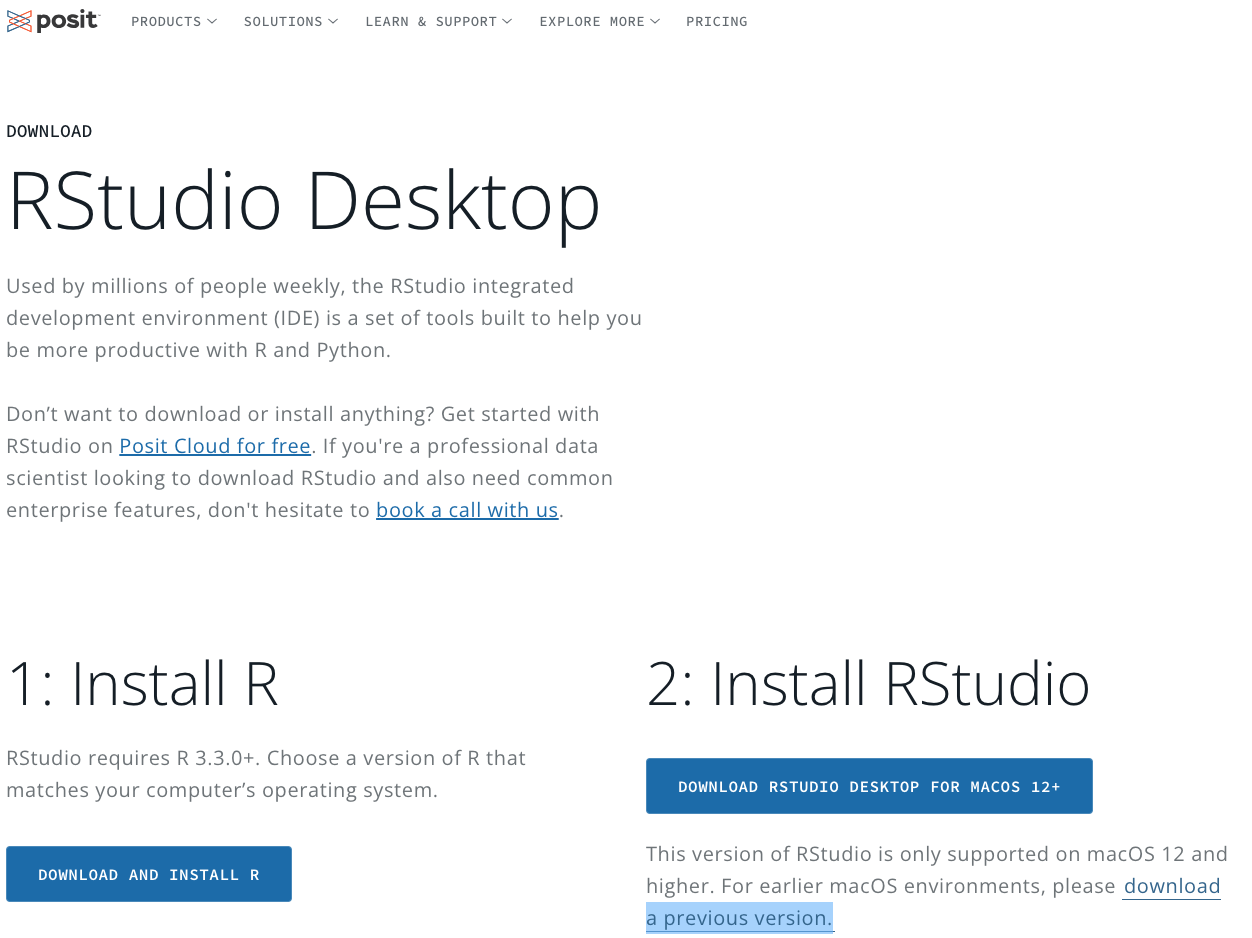 posit
PRODUCTS
SOLUTIONS
LEARN & SUPPORT
EXPLORE MORE
PRICING
DOWNLOAD
RStudio Desktop
Used by millions of people weekly, the RStudio integrated
development environment (IDE) is a set of tools built to help you
be more productive with R and Python.
Don’t want to download or install anything? Get started with
RStudio on Posit Cloud for free. If you're a professional data
scientist looking to download RStudio and also need common
enterprise features, don't hesitate to book a call with us.
1: Install R
RStudio requires R 3.3.0+. Choose a version of R that
matches your computer’s operating system.
DOWNLOAD AND INSTALL R
2: Install RStudio
DOWNLOAD RSTUDIO DESKTOP FOR MACOS 12+
This version of RStudio is only supported on macOS 12 and
higher. For earlier macOS environments, please download
a previous version.